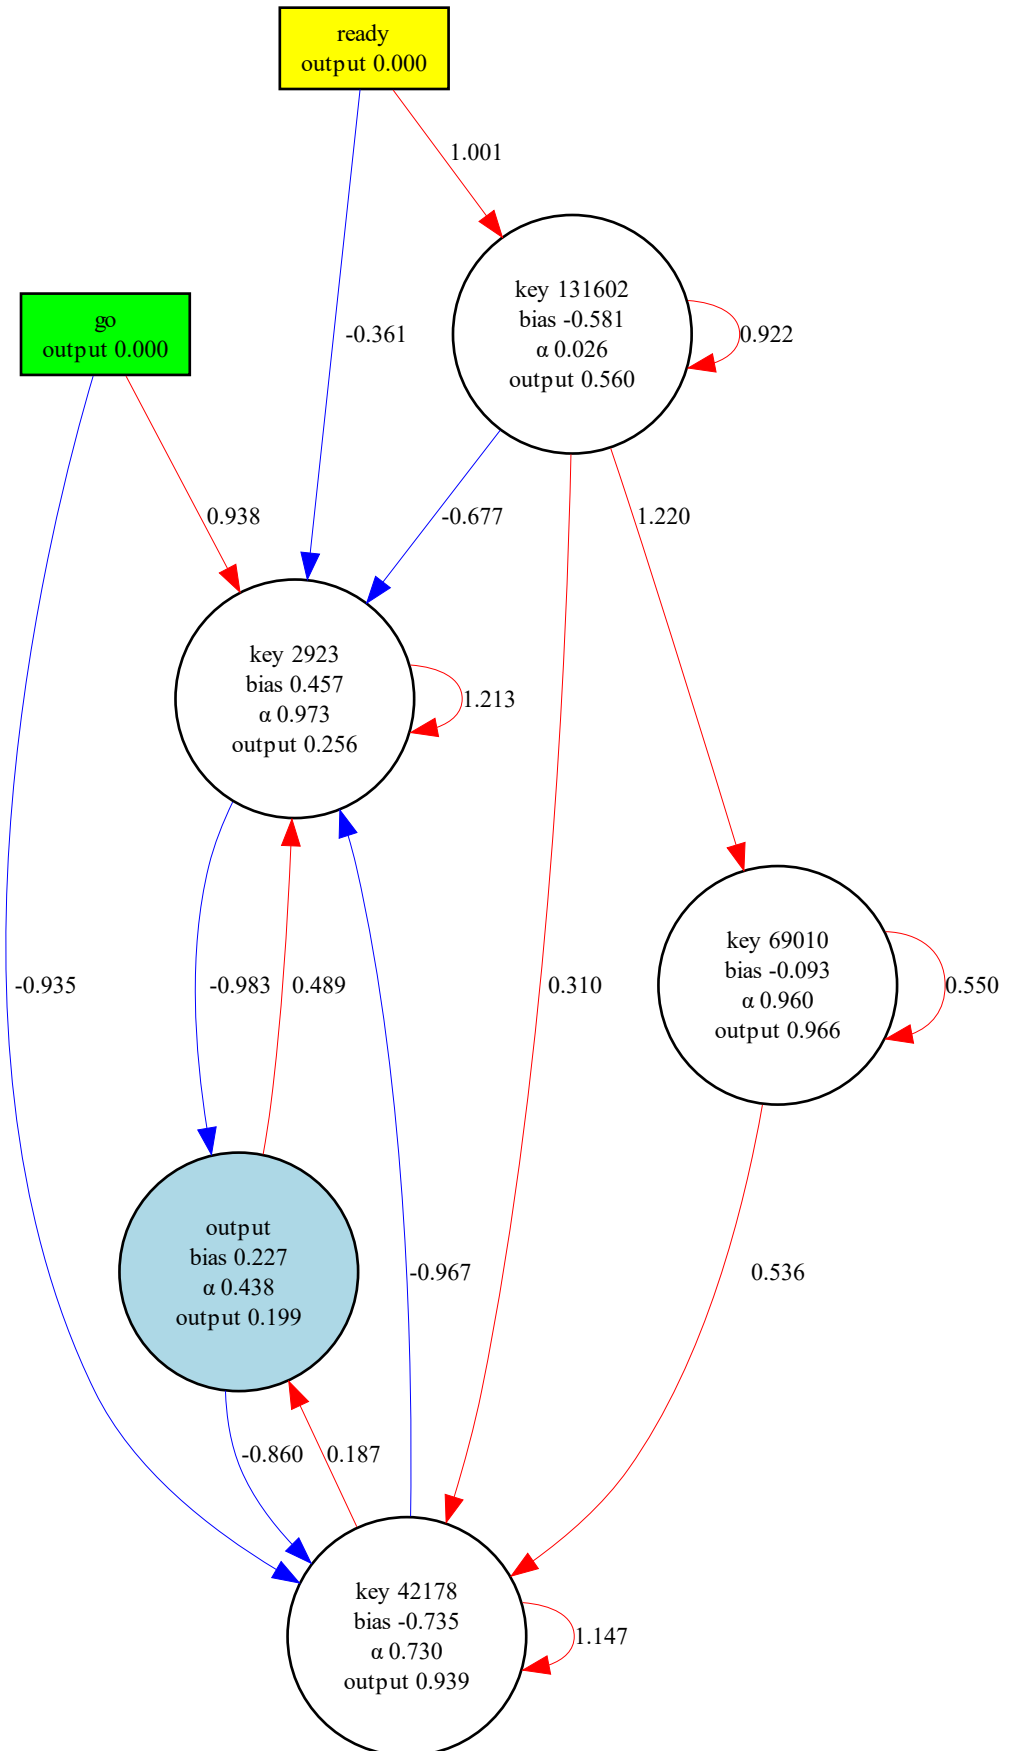 ready
output 0.000
1.001
key 131602
bias -0.581
α 0.026
output 0.560
0.922
go
output 0.000
-0.361
0.938
-0.677
1.220
key 2923
bias 0.457
α 0.973
output 0.256
1.213
key 69010
bias -0.093
α 0.960
output 0.966
0.550
-0.935
-0.983
0.489
0.310
output
bias 0.227
α 0.438
output 0.199
-0.967
0.536
-0.860
0.187
key 42178
bias -0.735
α 0.730
output 0.939
1.147